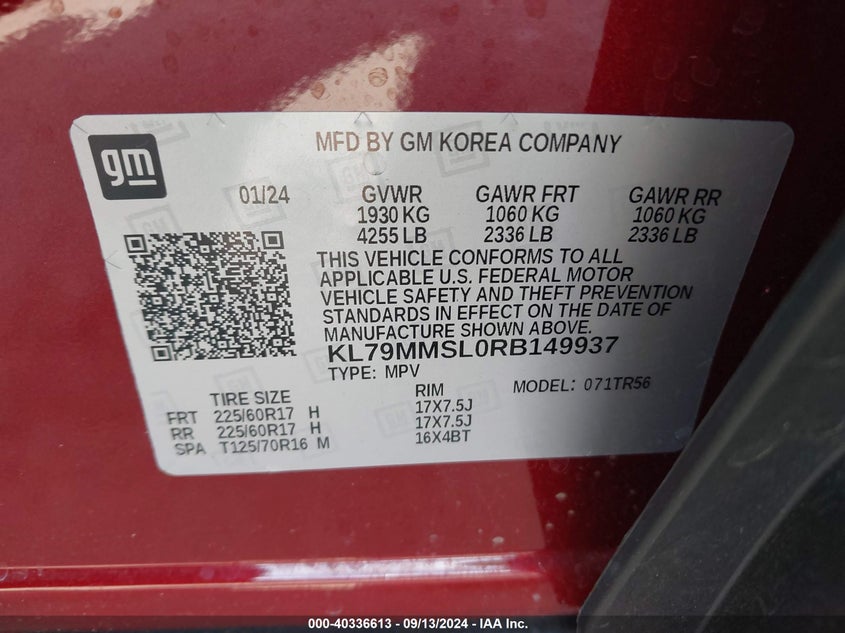 gm
MFD BY GM KOREA COMPANY
01/24 GVWR GAWR FRT GAWR RR
1930 KG 1060 KG 1060 KG
4255 LB 2336 LB 2336 LB
THIS VEHICLE CONFORMS TO ALL
APPLICABLE U.S. FEDERAL MOTOR
VEHICLE SAFETY AND THEFT PREVENTION
STANDARDS IN EFFECT ON THE DATE OF
MANUFACTURE SHOWN ABOVE.
KL79MMSL0RB149937
TYPE: MPV MODEL: 071TR56
TIRE SIZE RIM
FRT 225/60R17 H 17X7.5J
RR 225/60R17 H 17X7.5J
SPA T125/70R16 M 16X4BT
000-40336613 - 09/13/2024 - IAA Inc.